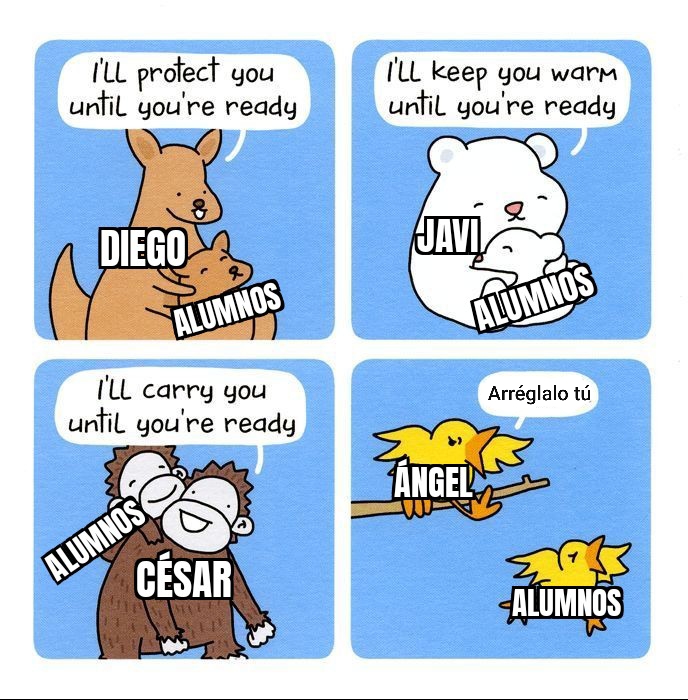 I'LL protect you
until you're ready
DIEGO
ALUMNOS
I'LL keep you warm
until you're ready
JAVI
ALUMNOS
I'LL carry you
until you're ready
ALUMNOS
CÉSAR
Arréglalo tú
ÁNGEL
ALUMNOS